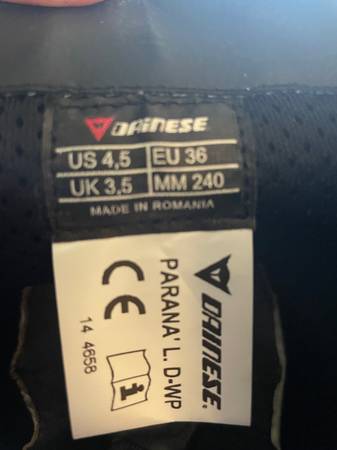 DAINESE
US 4,5 EU 36
UK 3,5 MM 240
MADE IN ROMANIA
DAINESE
PARANA' L. D-WP
CE
i
14 4658